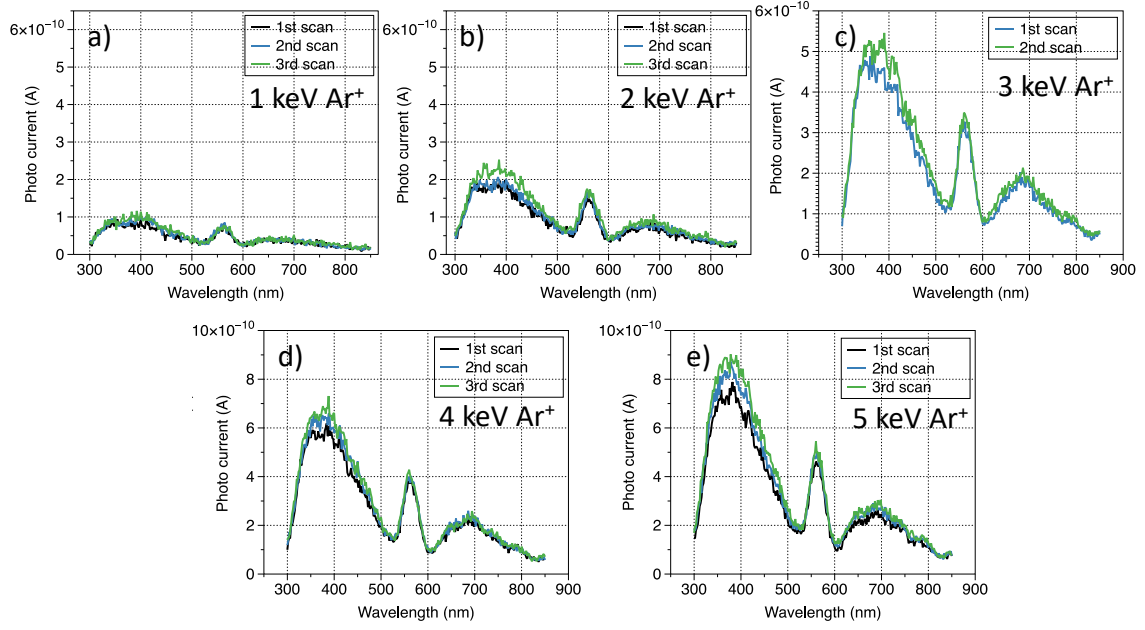 a)
6×10⁻¹⁰
5
4
3
2
1
0
Photo current (A)
300 400 500 600 700 800
Wavelength (nm)
1st scan
2nd scan
3rd scan
1 keV Ar⁺
b)
6×10⁻¹⁰
5
4
3
2
1
0
Photo current (A)
300 400 500 600 700 800
Wavelength (nm)
1st scan
2nd scan
3rd scan
2 keV Ar⁺
c)
6×10⁻¹⁰
5
4
3
2
1
0
Photo current (A)
300 400 500 600 700 800 900
Wavelength (nm)
1st scan
2nd scan
3 keV Ar⁺
d)
10×10⁻¹⁰
8
6
4
2
0
Photo current (A)
300 400 500 600 700 800 900
Wavelength (nm)
1st scan
2nd scan
3rd scan
4 keV Ar⁺
e)
10×10⁻¹⁰
8
6
4
2
0
Photo current (A)
300 400 500 600 700 800 900
Wavelength (nm)
1st scan
2nd scan
3rd scan
5 keV Ar⁺